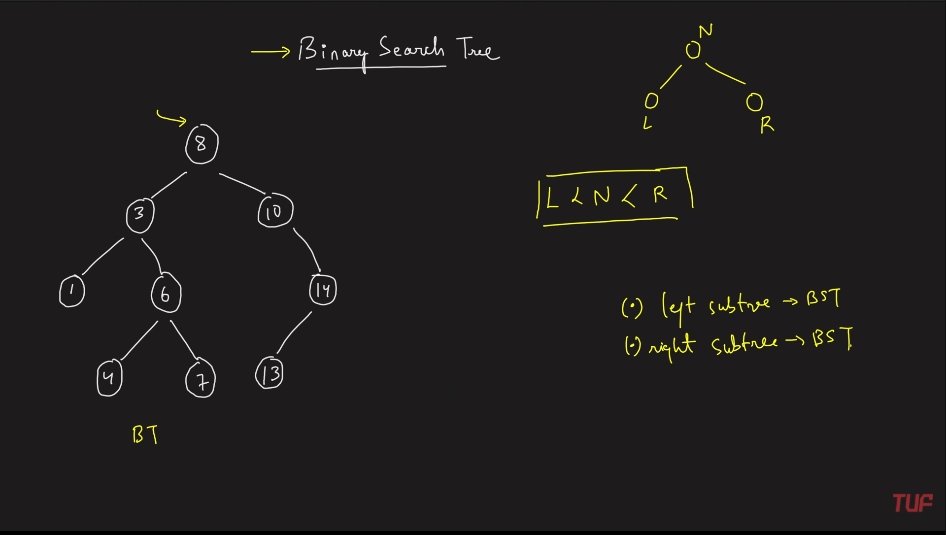 → Binary Search Tree
N
L
R
L < N < R
8
3
10
1
6
14
4
7
13
(•) left subtree → BST
(•) right subtree → BST
BT
TUF